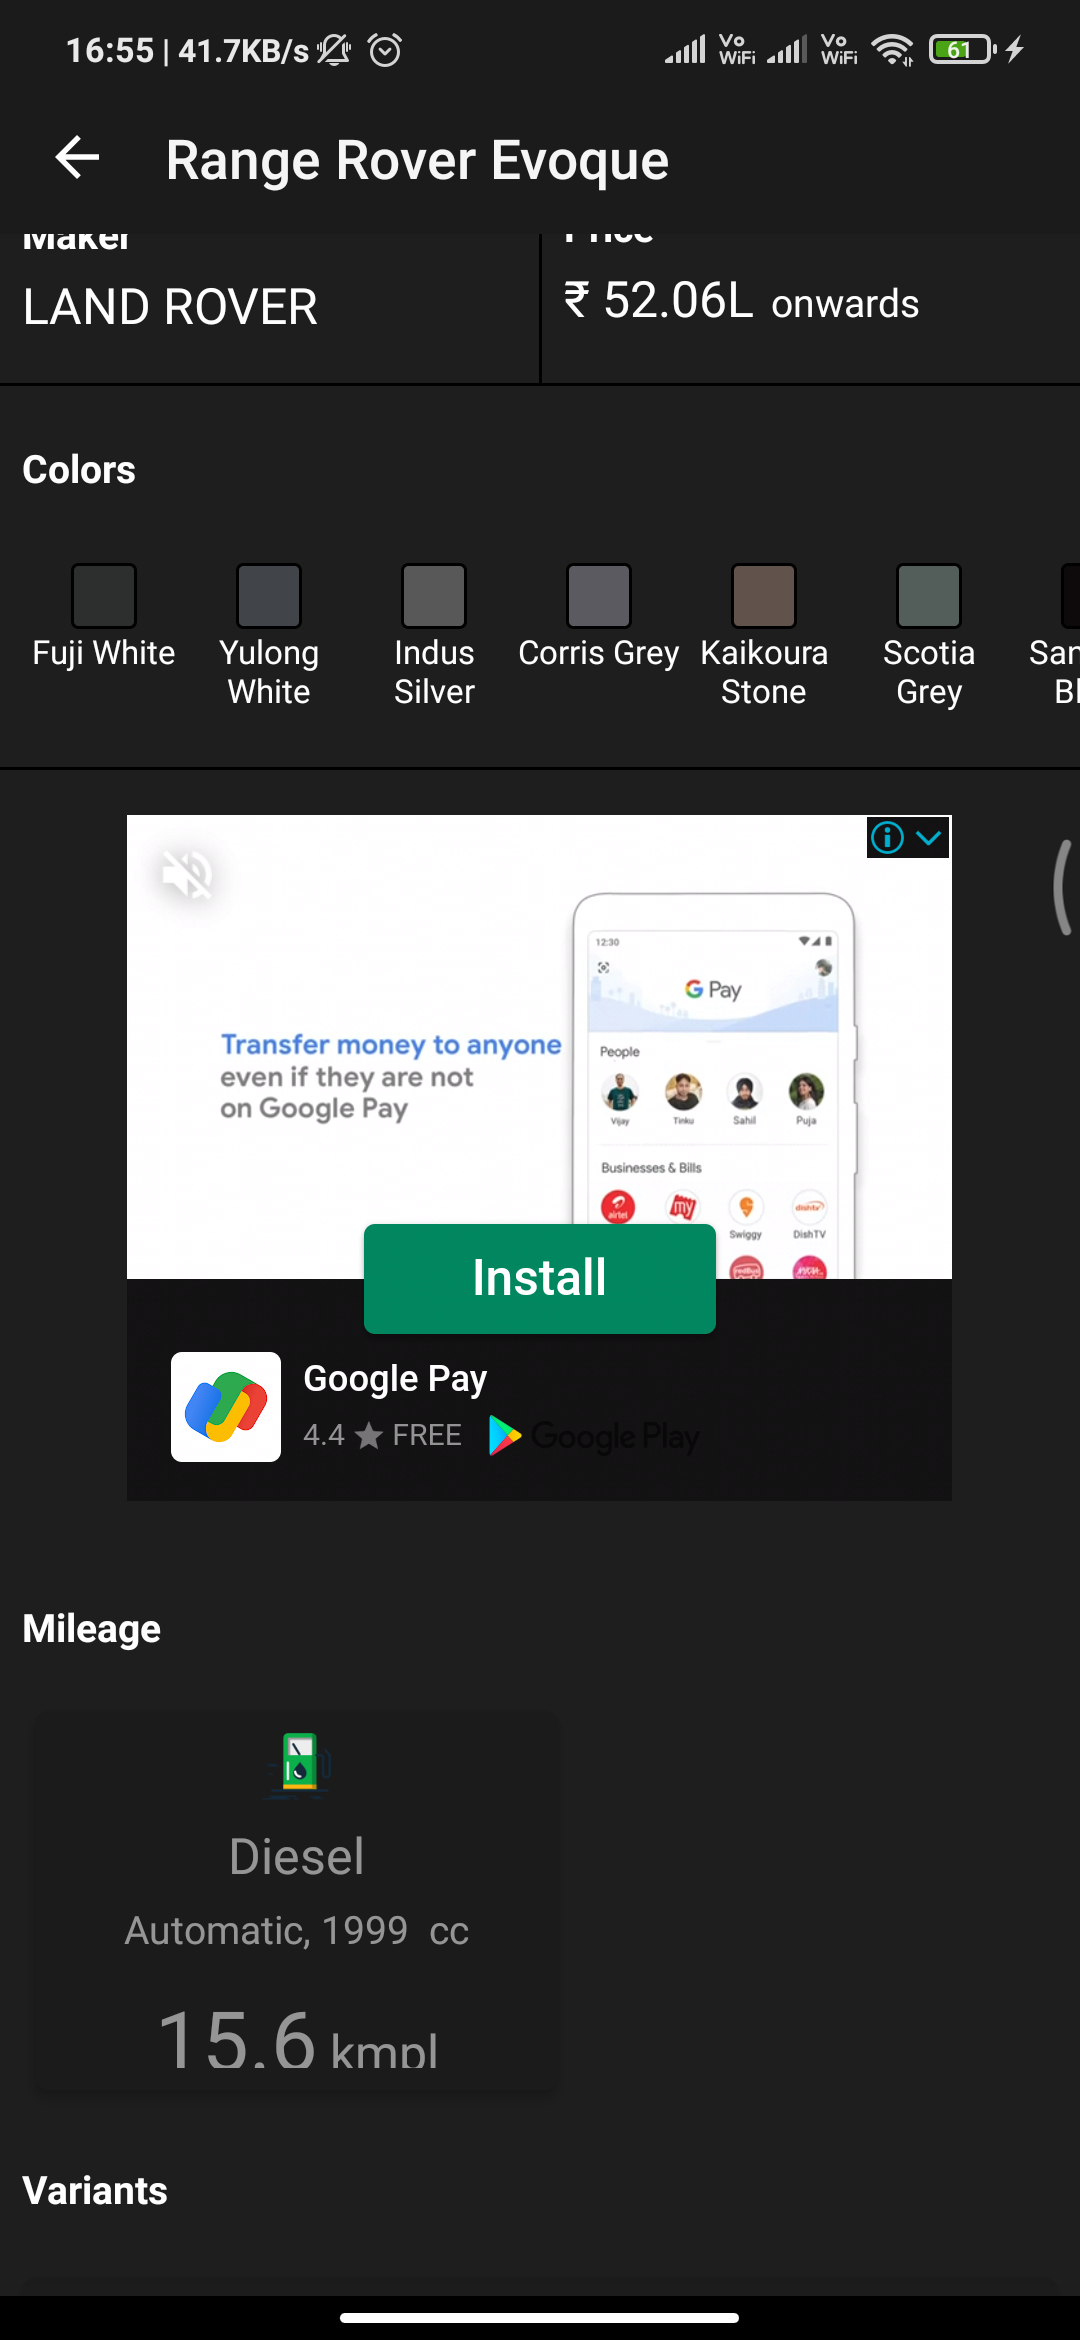 16:55 | 41.7KB/s
Vo
WiFi
Vo
WiFi
61
Range Rover Evoque
Maker
Price
LAND ROVER
₹ 52.06L onwards
Colors
Fuji White
Yulong
White
Indus
Silver
Corris Grey
Kaikoura
Stone
Scotia
Grey
San
Bl
12:30
G Pay
Transfer money to anyone
even if they are not
on Google Pay
People
Vijay
Tinku
Sahil
Puja
Businesses & Bills
airtel
my
dishtv
Swiggy
DishTV
redBus
Install
Google Pay
4.4 ★ FREE
Google Play
Mileage
Diesel
Automatic, 1999 cc
15.6 kmpl
Variants